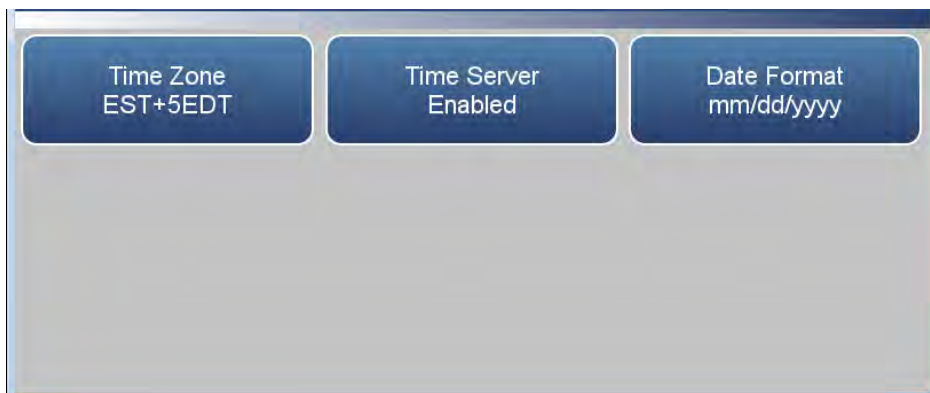 Time Zone
EST+5EDT
Time Server
Enabled
Date Format
mm/dd/yyyy